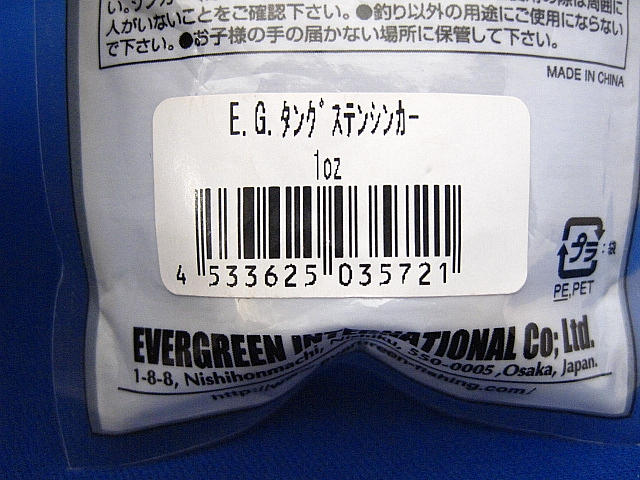 人がいないことをご確認下さい。●釣り以外の用途にご使用にならない
で下さい。●お子様の手の届かない場所に保管して下さい。
MADE IN CHINA
E.G.タングステンシンカー
1oz
4 533625 035721
プラ :袋
PE,PET
EVERGREEN INTERNATIONAL Co; Ltd.
1-8-8, Nishihonmachi, Nishiku, 550-0005, Osaka, Japan.